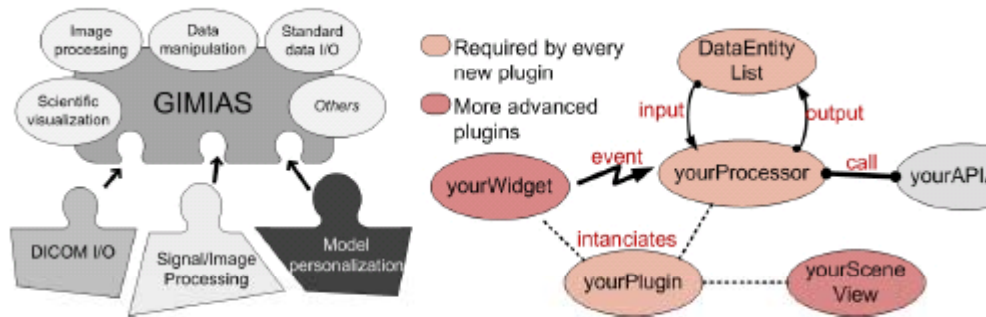 Image
processing
Data
manipulation
Standard
data I/O
Scientific
visualization
GIMIAS
Others
DICOM I/O
Signal/Image
Processing
Model
personalization
Required by every
new plugin
More advanced
plugins
DataEntity
List
input
output
event
call
yourWidget
yourProcessor
yourAPI
intanciates
yourPlugin
yourScene
View